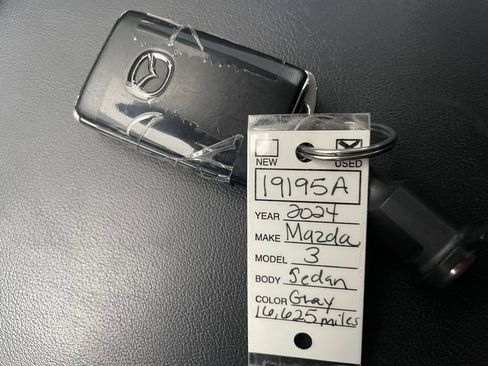 NEW USED
19195A
YEAR 2024
MAKE Mazda
MODEL 3
BODY Sedan
COLOR Gray
16,625 miles